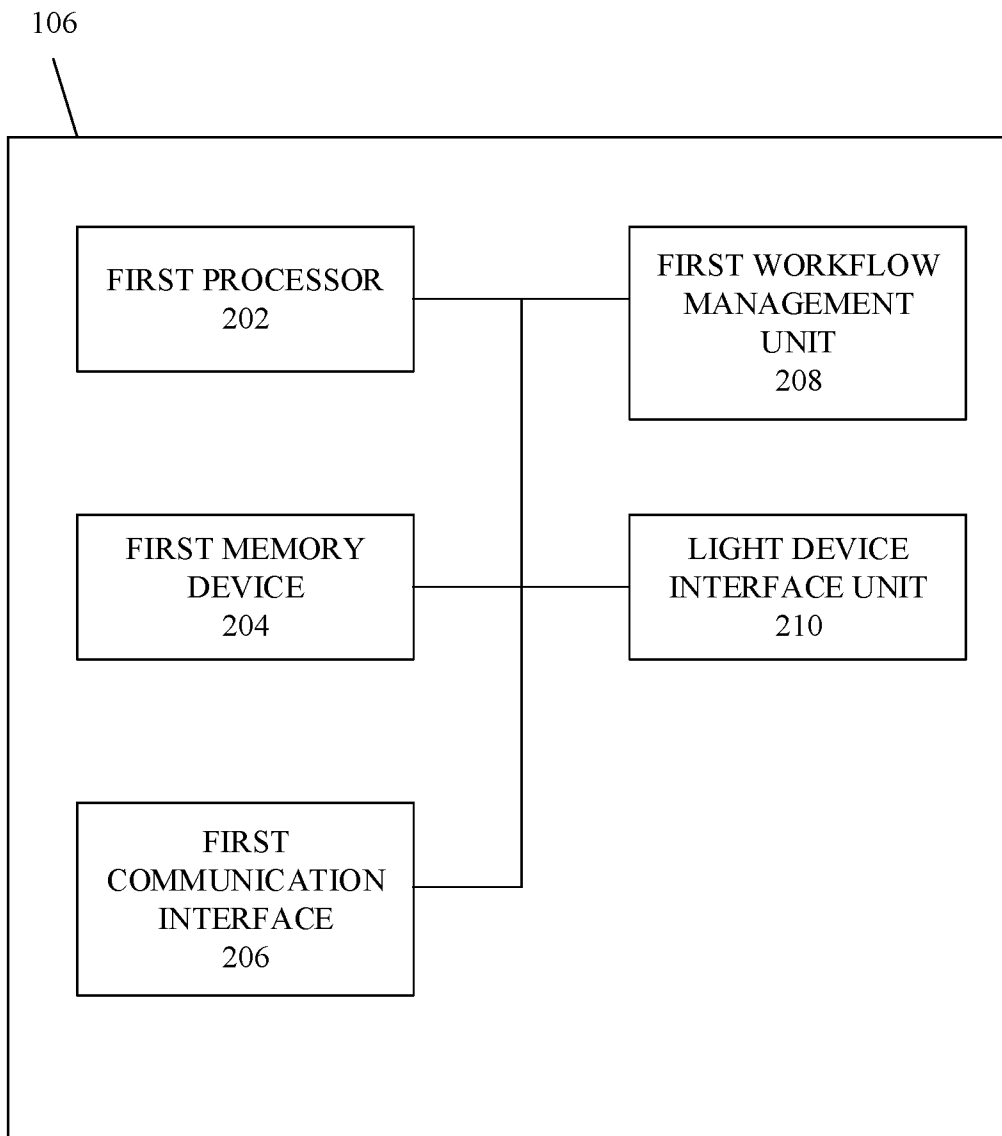 106
FIRST PROCESSOR
202
FIRST WORKFLOW
MANAGEMENT
UNIT
208
FIRST MEMORY
DEVICE
204
LIGHT DEVICE
INTERFACE UNIT
210
FIRST
COMMUNICATION
INTERFACE
206